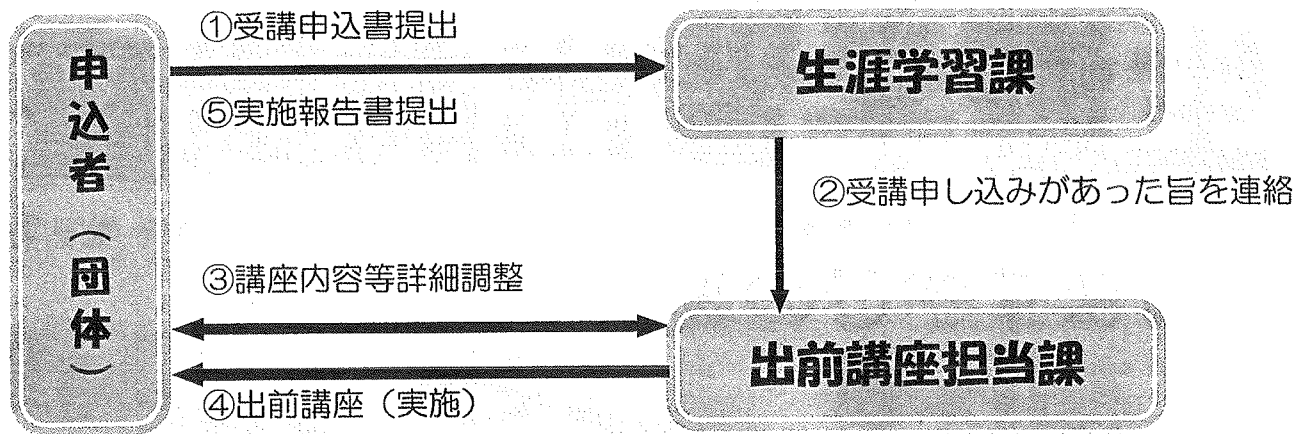 ①受講申込書提出
申込者（団体）
生涯学習課
⑤実施報告書提出
②受講申し込みがあった旨を連絡
③講座内容等詳細調整
出前講座担当課
④出前講座（実施）